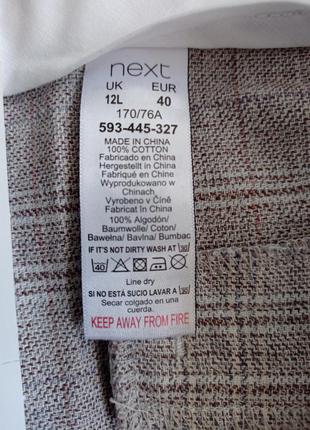 next
UK EUR
12L 40
170/76A
593-445-327
MADE IN CHINA
100% COTTON
Fabricado en China
Hergestellt in China
Fabriqué en Chine
Wyprodukowano w
Vyrobeno v Číně
Fabricat în China
100% Algodón/
Baumwolle/ Coton/
Bawełna/ Bavlna/ Bumbac
IF IT'S NOT DIRTY WASH AT 30
40
Line dry
SI NO ESTÁ SUCIO LAVAR A 30
Secar colgado en una
cuerda.
KEEP AWAY FROM FIRE